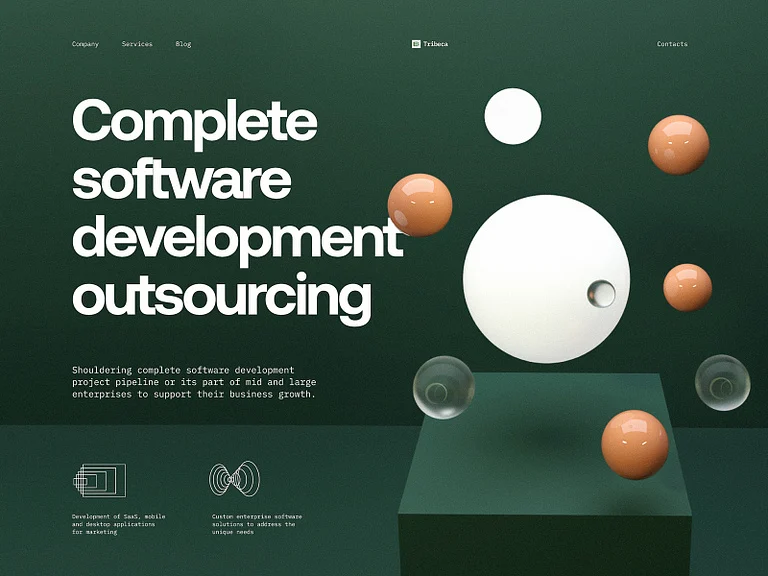 Company Services Blog Tribeca Contacts
Complete
software
development
outsourcing
Shouldering complete software development
project pipeline or its part of mid and large
enterprises to support their business growth.
Development of SaaS, mobile
and desktop applications
for marketing
Custom enterprise software
solutions to address the
unique needs